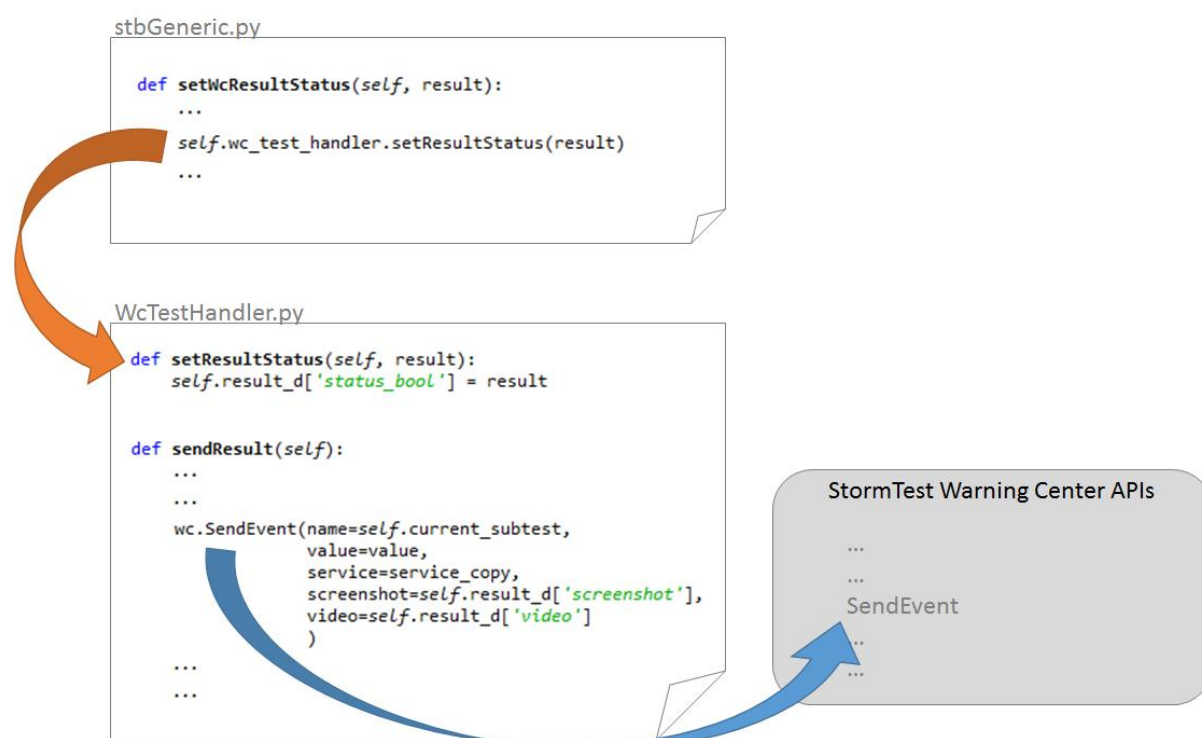 stbGeneric.py
def setWcResultStatus(self, result):
...
self.wc_test_handler.setResultStatus(result)
...
WcTestHandler.py
def setResultStatus(self, result):
self.result_d['status_bool'] = result
def sendResult(self):
...
...
wc.SendEvent(name=self.current_subtest,
value=value,
service=service_copy,
screenshot=self.result_d['screenshot'],
video=self.result_d['video']
)
...
...
StormTest Warning Center APIs
...
...
SendEvent
...
...